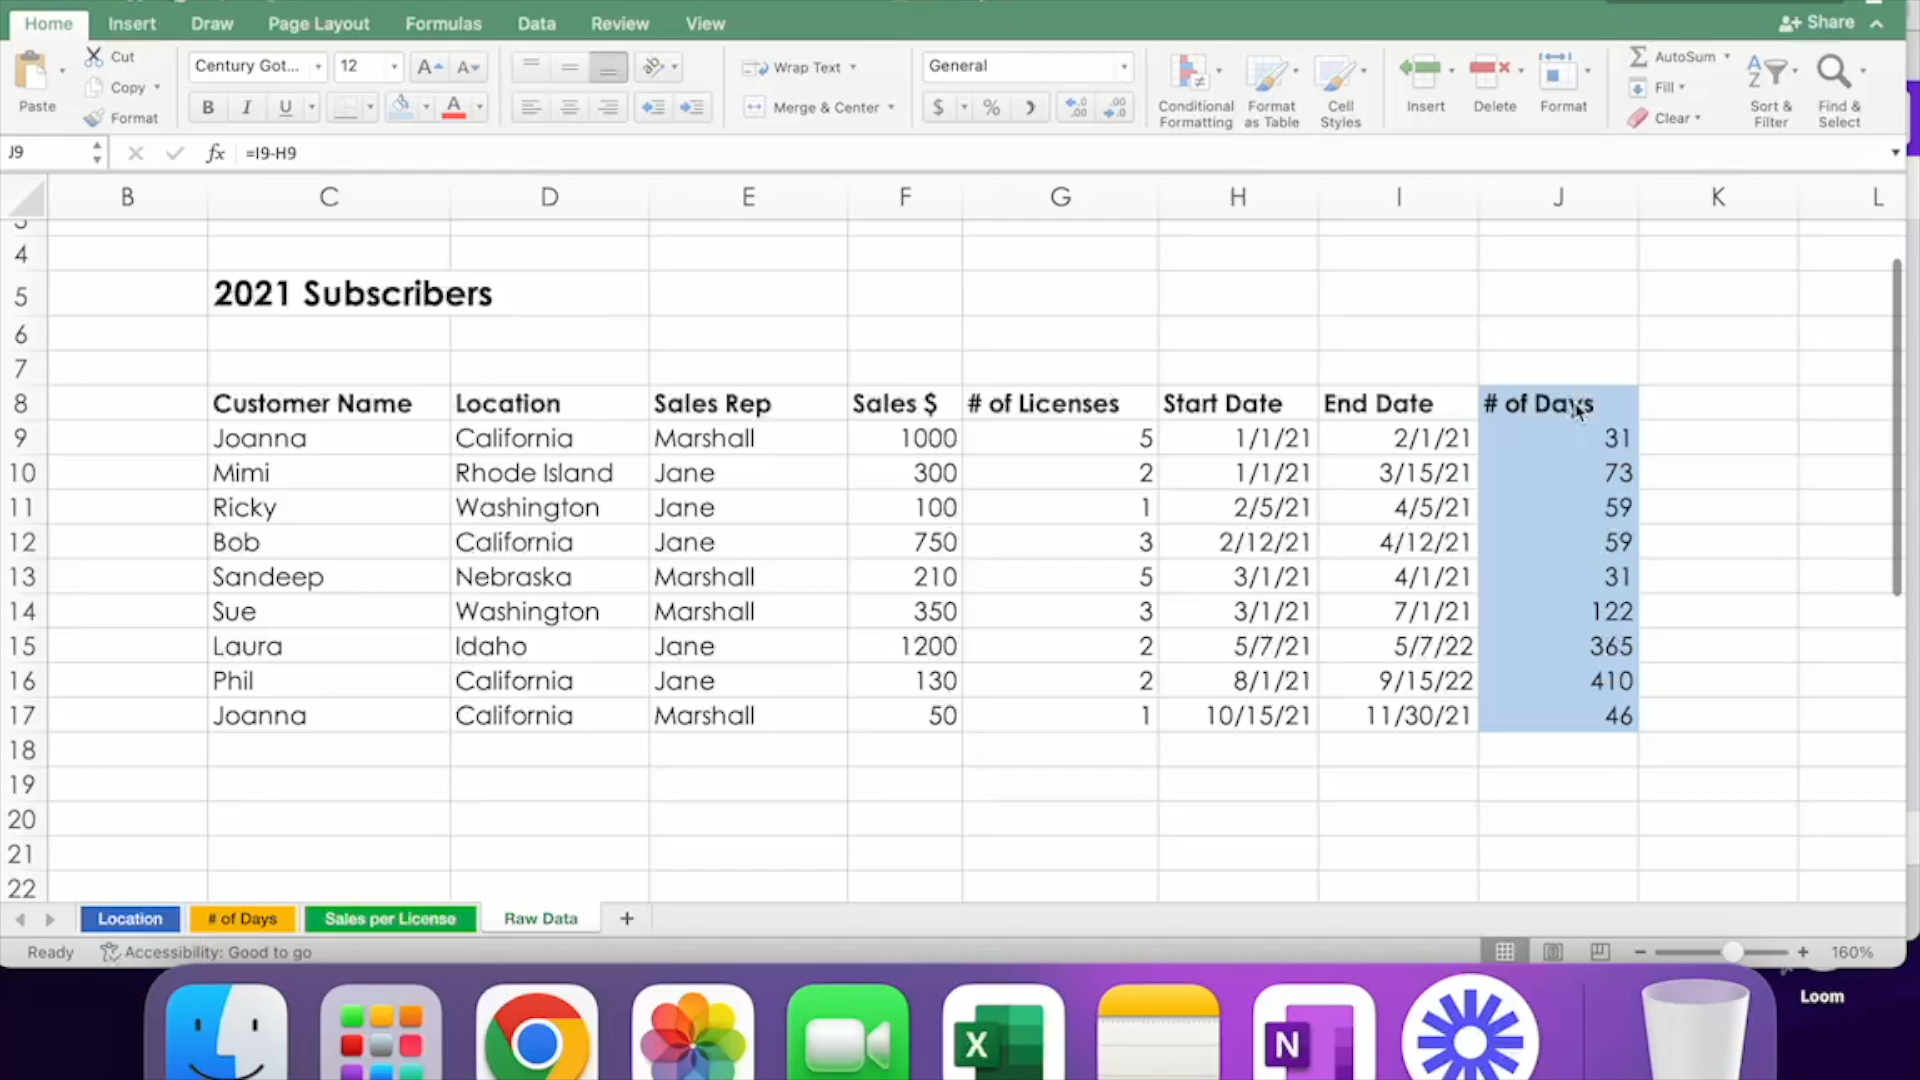 Home Insert Draw Page Layout Formulas Data Review View Share
Cut Century Got... 12 Wrap Text General AutoSum
Copy Fill
Paste Format B I U Merge & Center $ % Conditional Formatting Format as Table Cell Styles Insert Delete Format Clear Sort & Filter Find & Select
J9 fx =I9-H9
B C D E F G H I J K L
4
5 2021 Subscribers
6
7
8 Customer Name Location Sales Rep Sales $ # of Licenses Start Date End Date # of Days
9 Joanna California Marshall 1000 5 1/1/21 2/1/21 31
10 Mimi Rhode Island Jane 300 2 1/1/21 3/15/21 73
11 Ricky Washington Jane 100 1 2/5/21 4/5/21 59
12 Bob California Jane 750 3 2/12/21 4/12/21 59
13 Sandeep Nebraska Marshall 210 5 3/1/21 4/1/21 31
14 Sue Washington Marshall 350 3 3/1/21 7/1/21 122
15 Laura Idaho Jane 1200 2 5/7/21 5/7/22 365
16 Phil California Jane 130 2 8/1/21 9/15/22 410
17 Joanna California Marshall 50 1 10/15/21 11/30/21 46
18
19
20
21
22
Location # of Days Sales per License Raw Data +
Ready Accessibility: Good to go 160%
Loom
X N